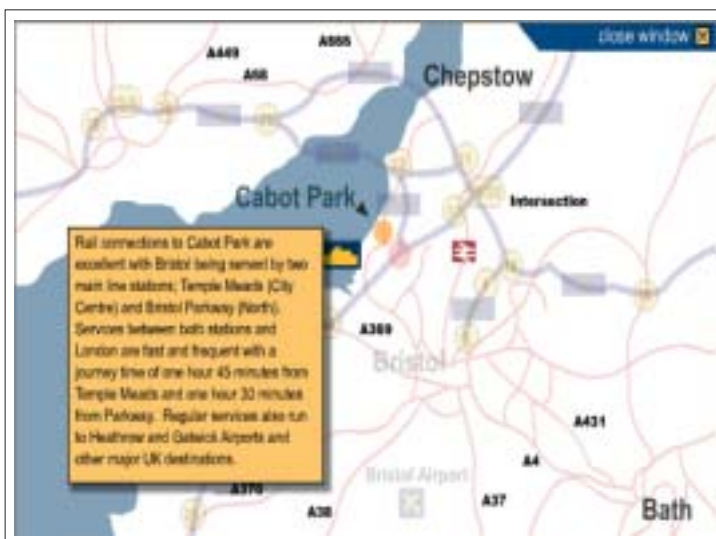 close window
A449
A466
A48
Chepstow
Cabot Park
Intersection
Rail connections to Cabot Park are
excellent with Bristol being served by two
main line stations; Temple Meads (City
Centre) and Bristol Parkway (North).
Services between both stations and
London are fast and frequent with a
journey time of one hour 45 minutes from
Temple Meads and one hour 30 minutes
from Parkway. Regular services also run
to Heathrow and Gatwick Airports and
other major UK destinations.
A369
Bristol
A431
A4
Bristol Airport
A370
A38
A37
Bath